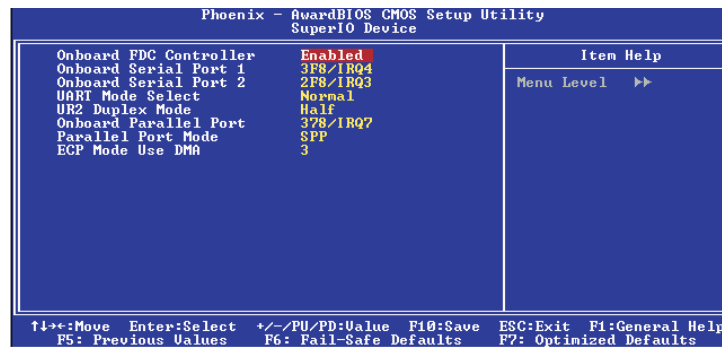 Phoenix - AwardBIOS CMOS Setup Utility
SuperIO Device
Onboard FDC Controller Enabled
Onboard Serial Port 1 3F8/IRQ4
Onboard Serial Port 2 2F8/IRQ3
UART Mode Select Normal
UR2 Duplex Mode Half
Onboard Parallel Port 378/IRQ7
Parallel Port Mode SPP
ECP Mode Use DMA 3
Item Help
Menu Level ▶▶
↑↓→←:Move Enter:Select +/-/PU/PD:Value F10:Save ESC:Exit F1:General Help
F5: Previous Values F6: Fail-Safe Defaults F7: Optimized Defaults